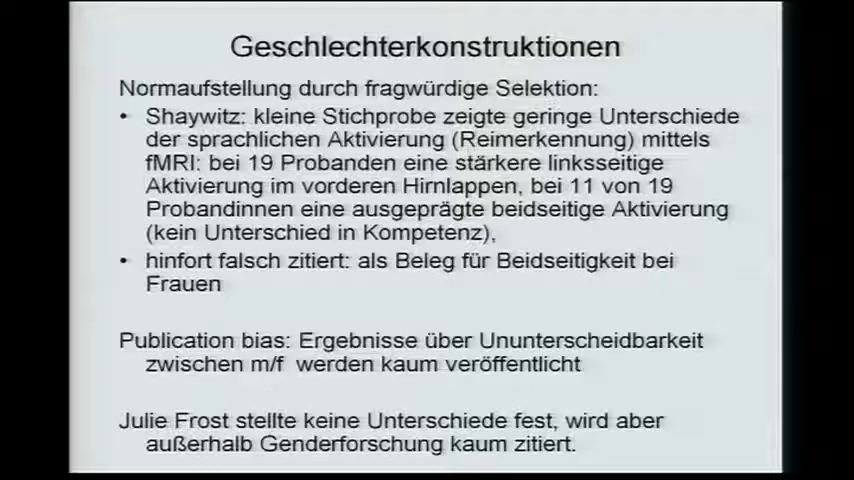 Geschlechterkonstruktionen
Normaufstellung durch fragwürdige Selektion:
• Shaywitz: kleine Stichprobe zeigte geringe Unterschiede
der sprachlichen Aktivierung (Reimerkennung) mittels
fMRI: bei 19 Probanden eine stärkere linksseitige
Aktivierung im vorderen Hirnlappen, bei 11 von 19
Probandinnen eine ausgeprägte beidseitige Aktivierung
(kein Unterschied in Kompetenz),
• hinfort falsch zitiert: als Beleg für Beidseitigkeit bei
Frauen
Publication bias: Ergebnisse über Ununterscheidbarkeit
zwischen m/f werden kaum veröffentlicht
Julie Frost stellte keine Unterschiede fest, wird aber
außerhalb Genderforschung kaum zitiert.